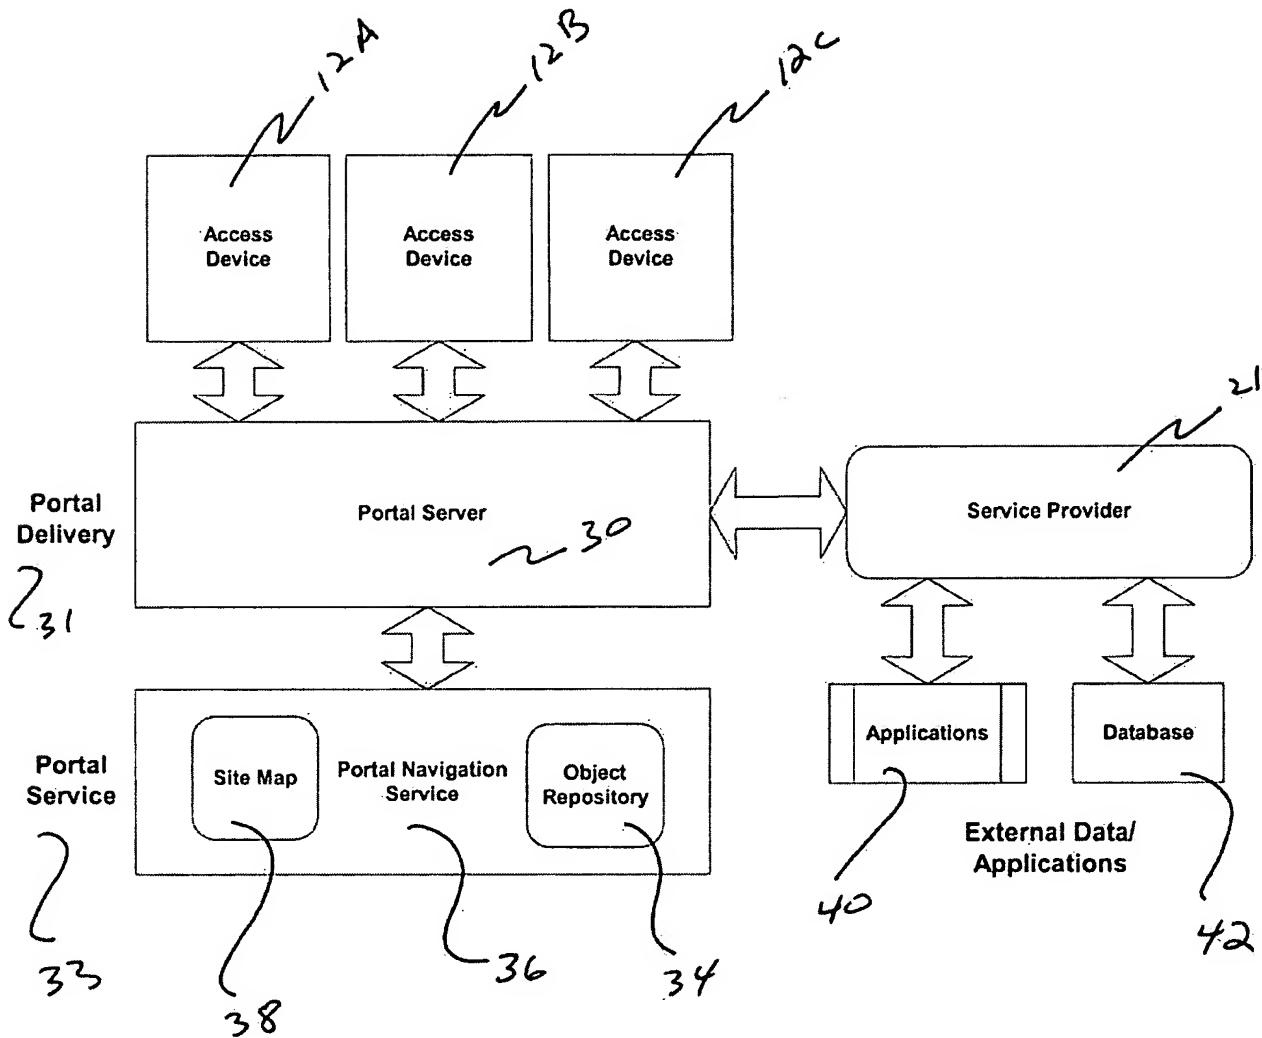 12A
12B
12C
Access
Device
Access
Device
Access
Device
21
Portal
Delivery
31
Portal Server
30
Service Provider
Portal
Service
33
Site Map
38
Portal Navigation
Service
36
Object
Repository
34
Applications
40
Database
42
External Data/
Applications